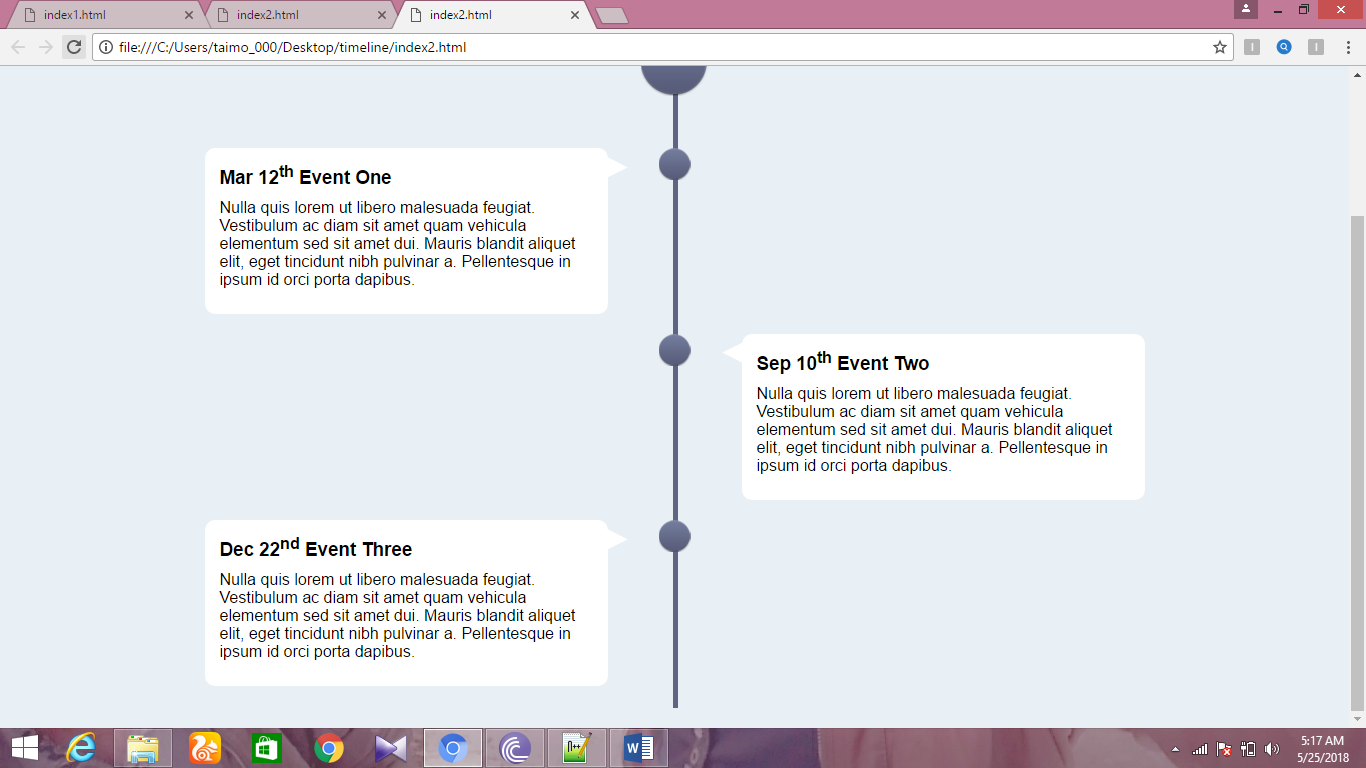 index1.html
index2.html
index2.html
file:///C:/Users/taimo_000/Desktop/timeline/index2.html
Mar 12th Event One
Nulla quis lorem ut libero malesuada feugiat.
Vestibulum ac diam sit amet quam vehicula
elementum sed sit amet dui. Mauris blandit aliquet
elit, eget tincidunt nibh pulvinar a. Pellentesque in
ipsum id orci porta dapibus.
Sep 10th Event Two
Nulla quis lorem ut libero malesuada feugiat.
Vestibulum ac diam sit amet quam vehicula
elementum sed sit amet dui. Mauris blandit aliquet
elit, eget tincidunt nibh pulvinar a. Pellentesque in
ipsum id orci porta dapibus.
Dec 22nd Event Three
Nulla quis lorem ut libero malesuada feugiat.
Vestibulum ac diam sit amet quam vehicula
elementum sed sit amet dui. Mauris blandit aliquet
elit, eget tincidunt nibh pulvinar a. Pellentesque in
ipsum id orci porta dapibus.
5:17 AM
5/25/2018